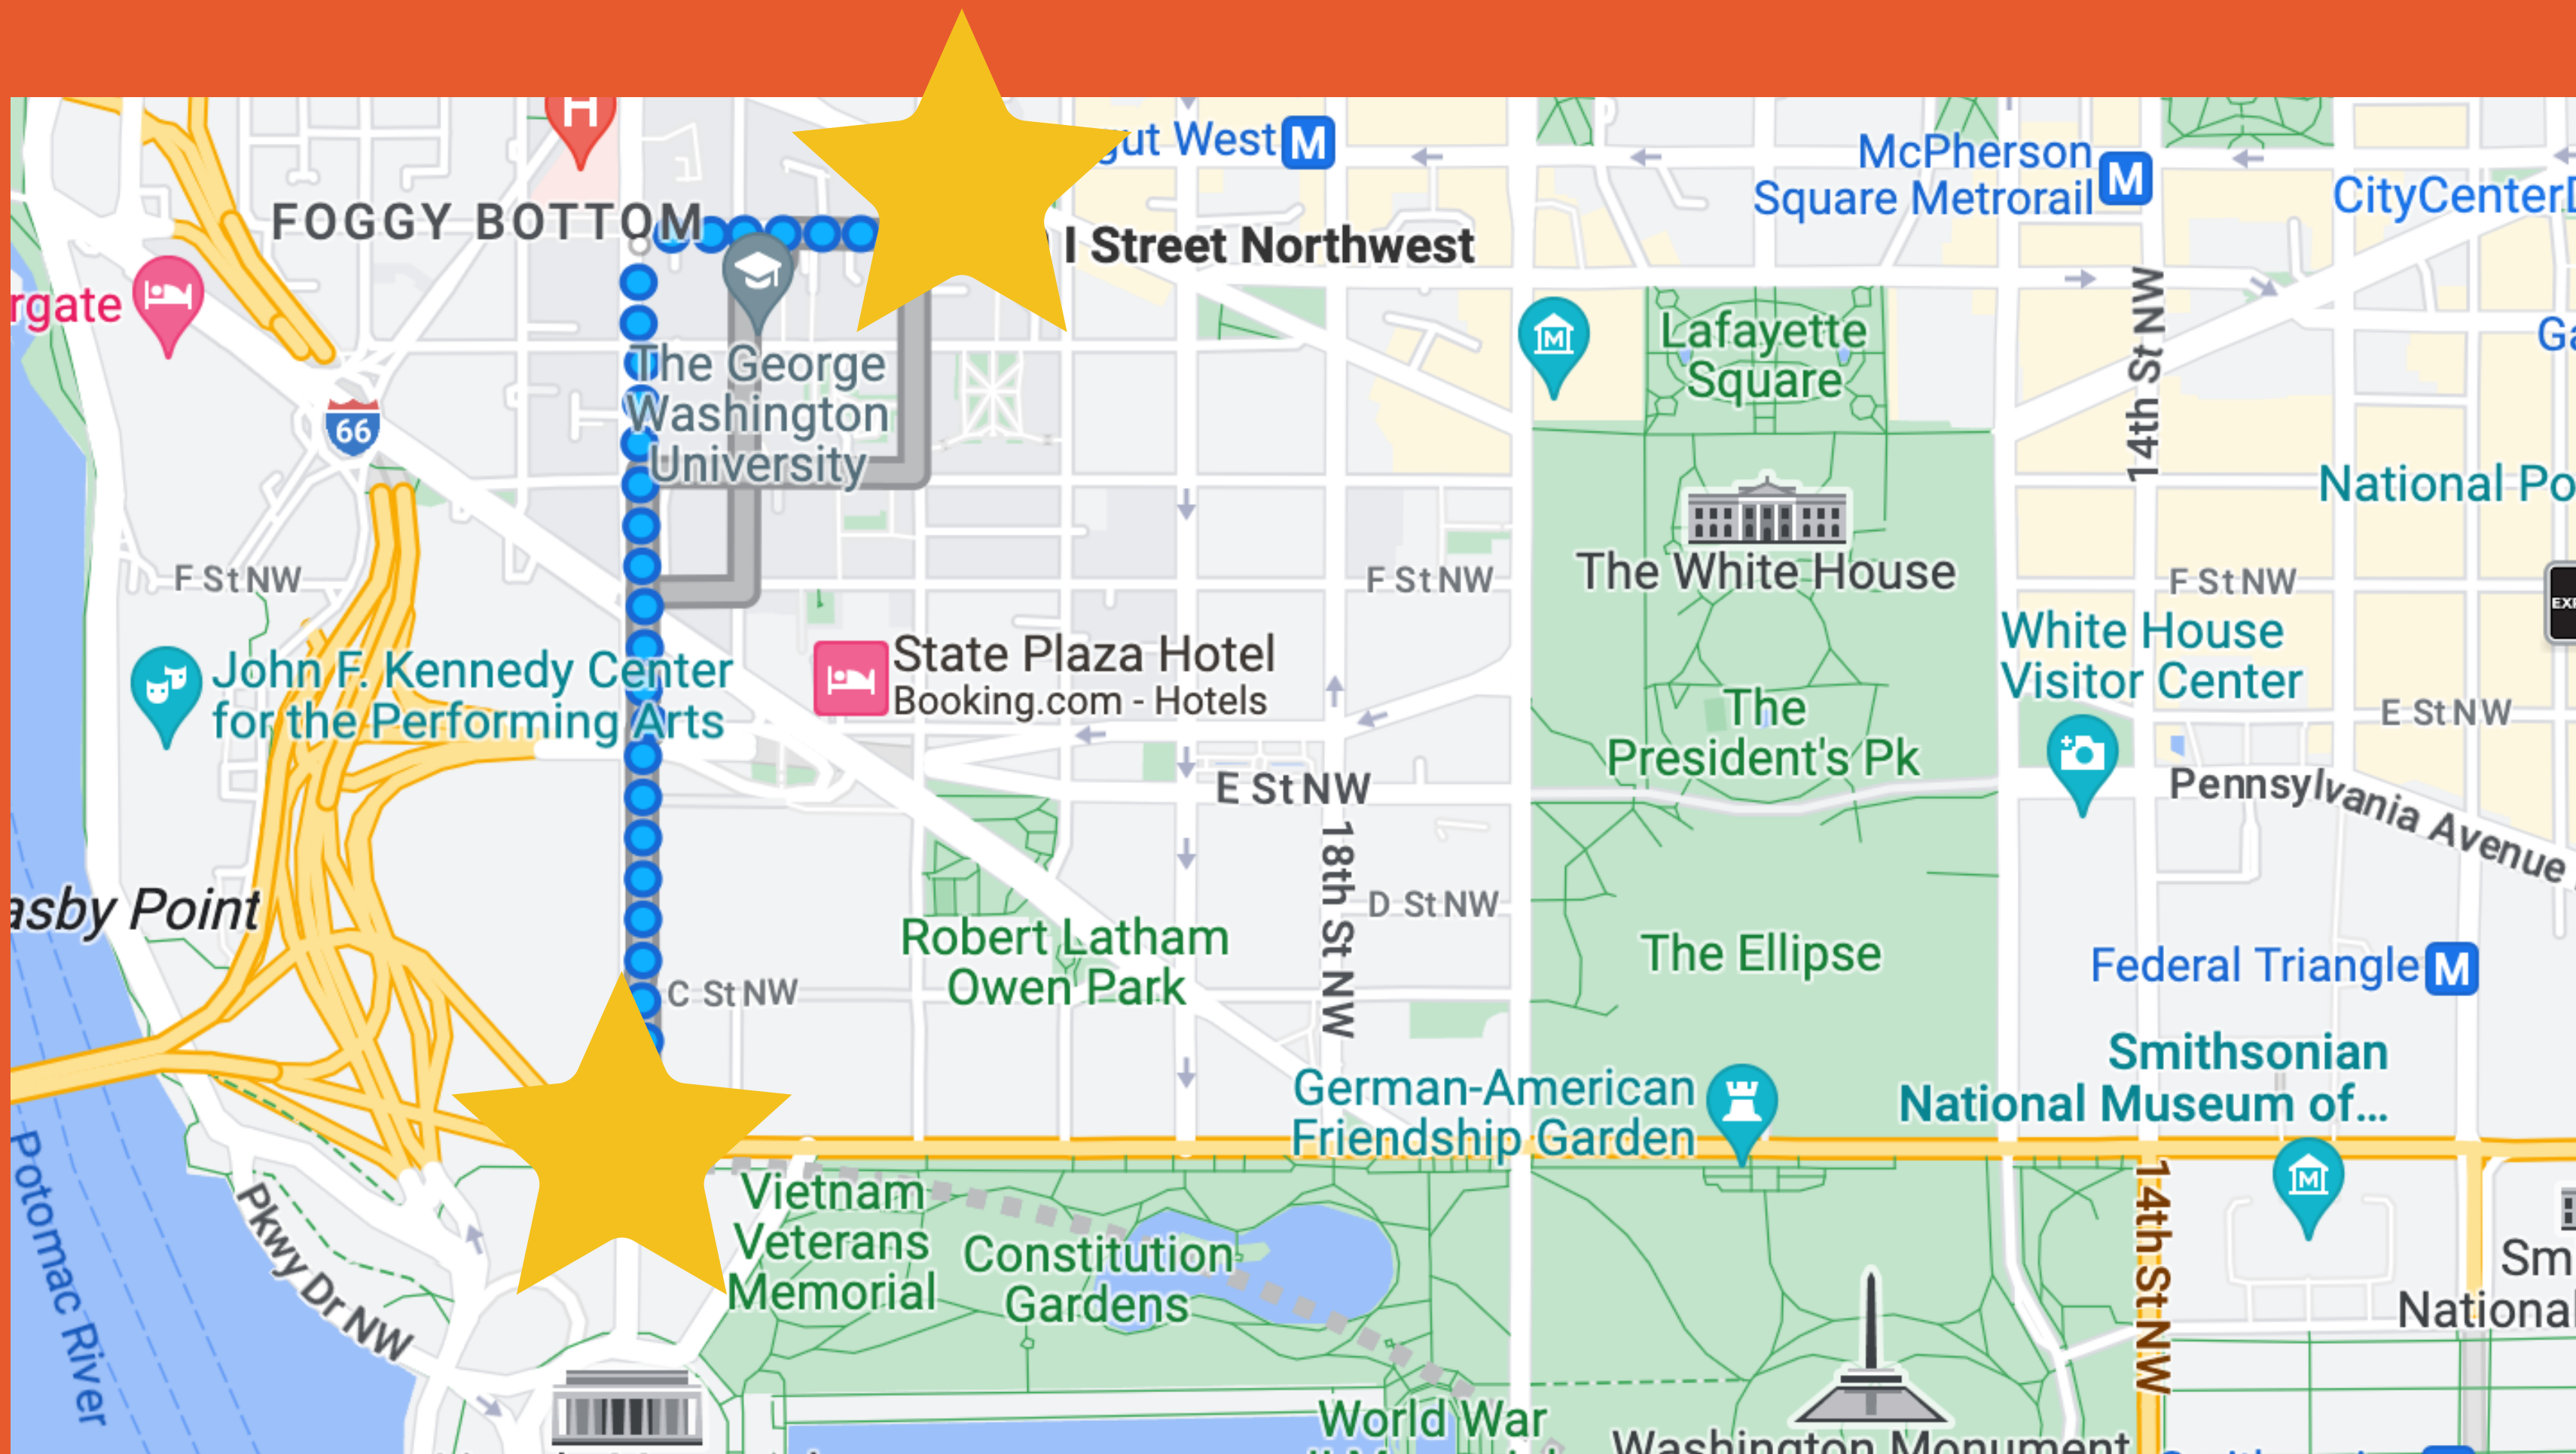 H
gut West M
McPherson
Square Metrorail M
CityCenter
FOGGY BOTTOM
I Street Northwest
rgate
14th St NW
Lafayette
Square
M
The George
Washington
University
66
National Po
Ga
F St NW
F St NW
The White House
F St NW
EX
White House
Visitor Center
State Plaza Hotel
Booking.com - Hotels
John F. Kennedy Center
for the Performing Arts
The
President's Pk
E St NW
E St NW
Pennsylvania Avenue
18th St NW
D St NW
asby Point
Robert Latham
Owen Park
The Ellipse
Federal Triangle M
C St NW
Smithsonian
National Museum of...
German-American
Friendship Garden
M
Potomac River
Pkwy Dr NW
Vietnam
Veterans
Memorial
Constitution
Gardens
14th St NW
Sm
National
World War
Washington Monument